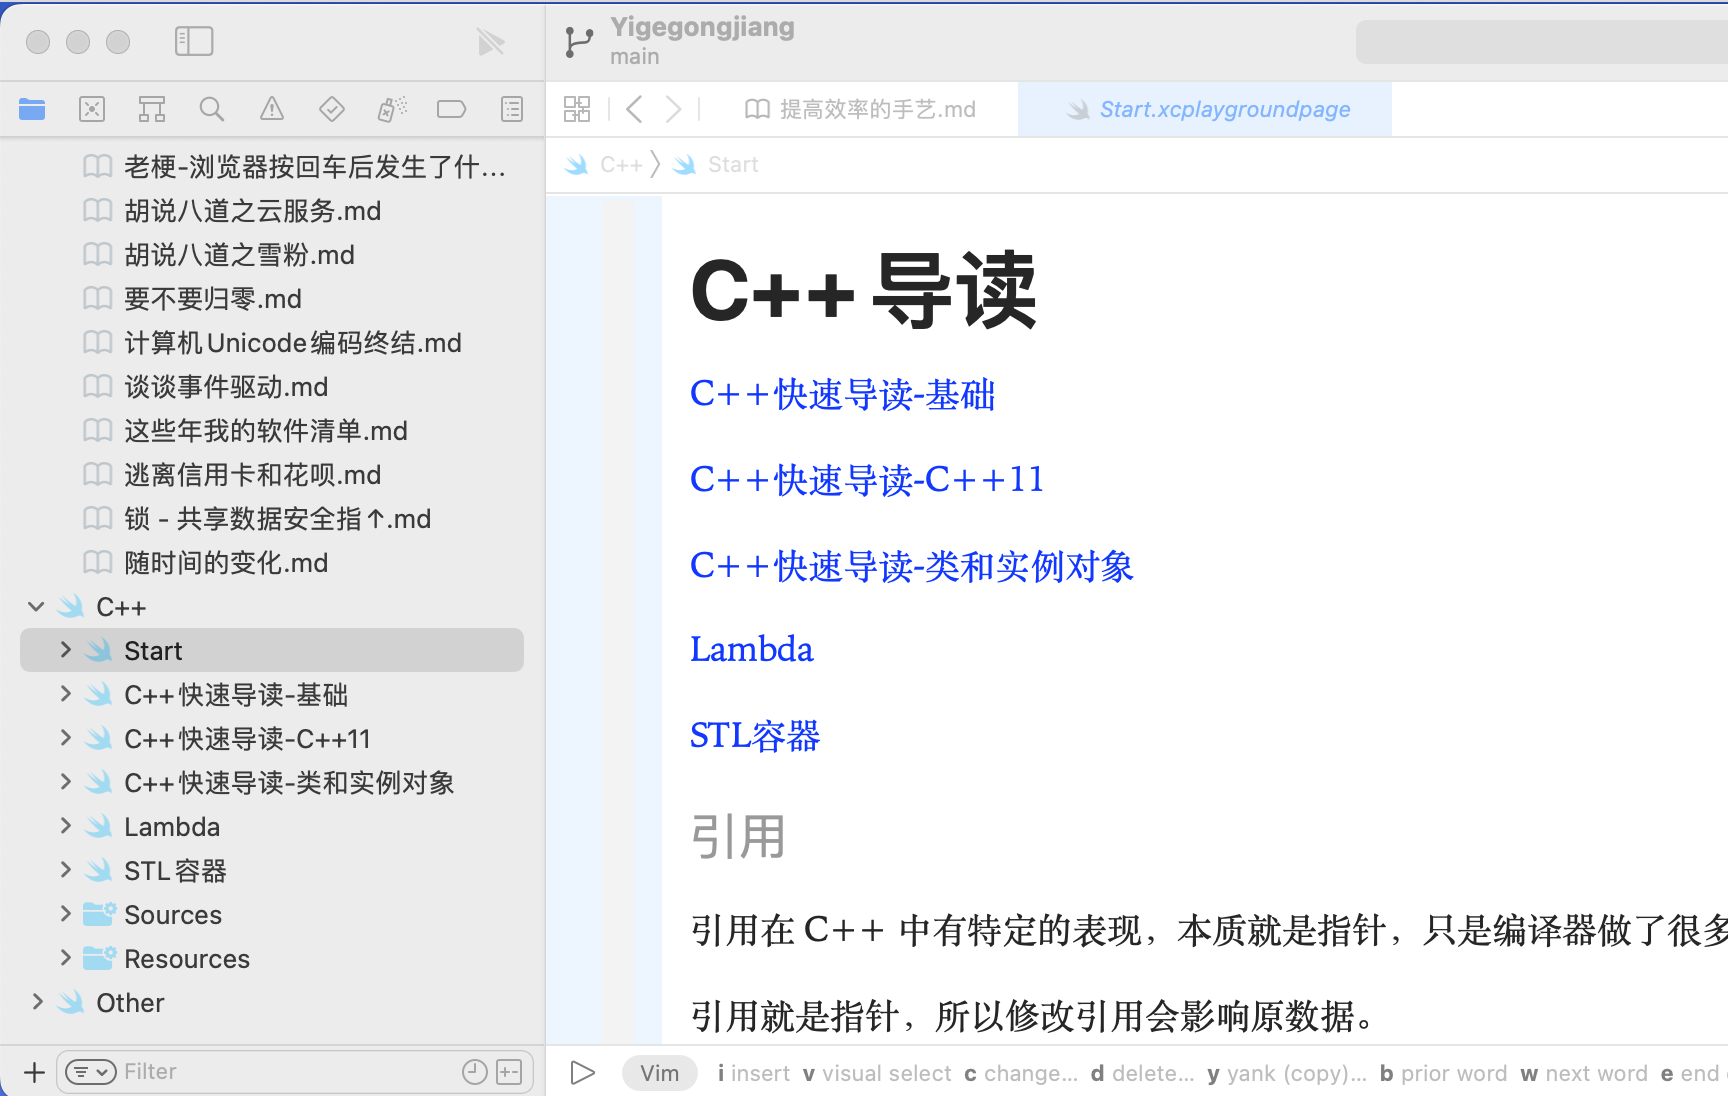 Yigegongjiang
main
提高效率的手艺.md
Start.xcplaygroundpage
C++
Start
老梗-浏览器按回车后发生了什...
胡说八道之云服务.md
胡说八道之雪粉.md
要不要归零.md
计算机Unicode编码终结.md
谈谈事件驱动.md
这些年我的软件清单.md
逃离信用卡和花呗.md
锁 - 共享数据安全指↑.md
随时间的变化.md
C++
Start
C++快速导读-基础
C++快速导读-C++11
C++快速导读-类和实例对象
Lambda
STL容器
Sources
Resources
Other
Filter
C++ 导读
C++快速导读-基础
C++快速导读-C++11
C++快速导读-类和实例对象
Lambda
STL容器
引用
引用在 C++ 中有特定的表现，本质就是指针，只是编译器做了很多
引用就是指针，所以修改引用会影响原数据。
Vim i insert v visual select c change... d delete... y yank (copy)... b prior word w next word e end